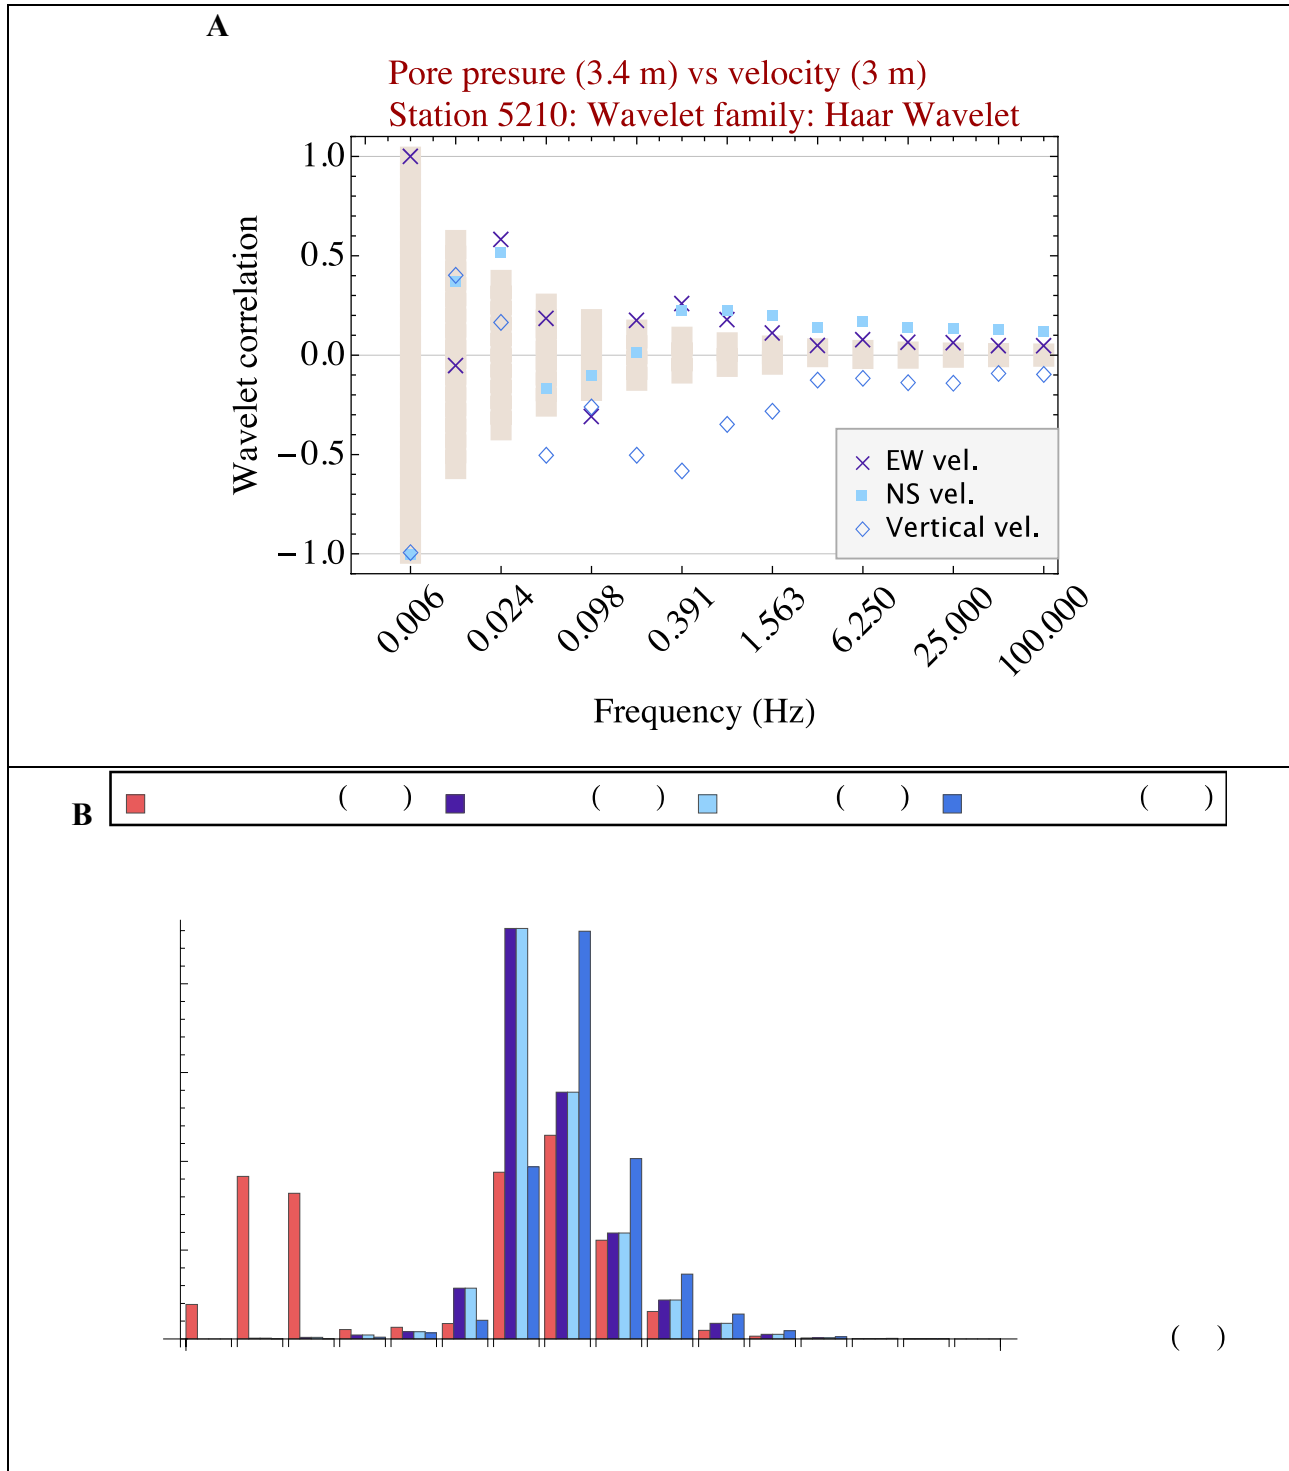 A
Pore presure (3.4 m) vs velocity (3 m)
Station 5210: Wavelet family: Haar Wavelet
Wavelet correlation
1.0
0.5
0.0
−0.5
−1.0
EW vel.
NS vel.
Vertical vel.
0.006
0.024
0.098
0.391
1.563
6.250
25.000
100.000
Frequency (Hz)
B
( ) ( ) ( ) ( )
( )